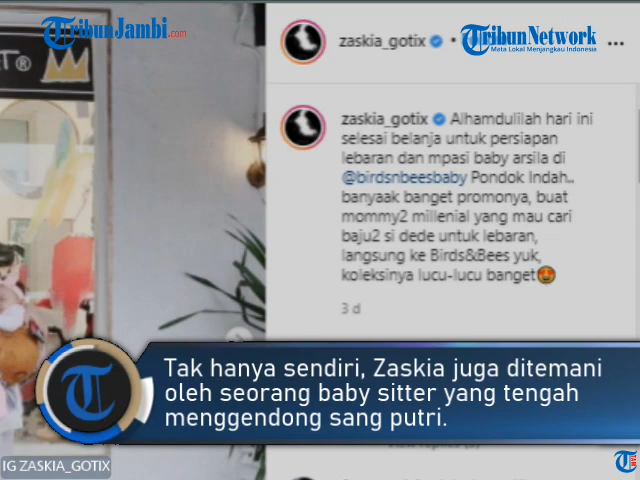 TribunJambi.com
Tribun Network
Mata Lokal Menjangkau Indonesia
ET®
zaskia_gotix •
zaskia_gotix Alhamdulilah hari ini
selesai belanja untuk persiapan
lebaran dan mpasi baby arsila di
@birdsnbeesbaby Pondok Indah..
banyaak banget promonya, buat
mommy2 millenial yang mau cari
baju2 si dede untuk lebaran,
langsung ke Birds&Bees yuk,
koleksinya lucu-lucu banget😍
3 d
Tak hanya sendiri, Zaskia juga ditemani
oleh seorang baby sitter yang tengah
menggendong sang putri.
IG ZASKIA_GOTIX